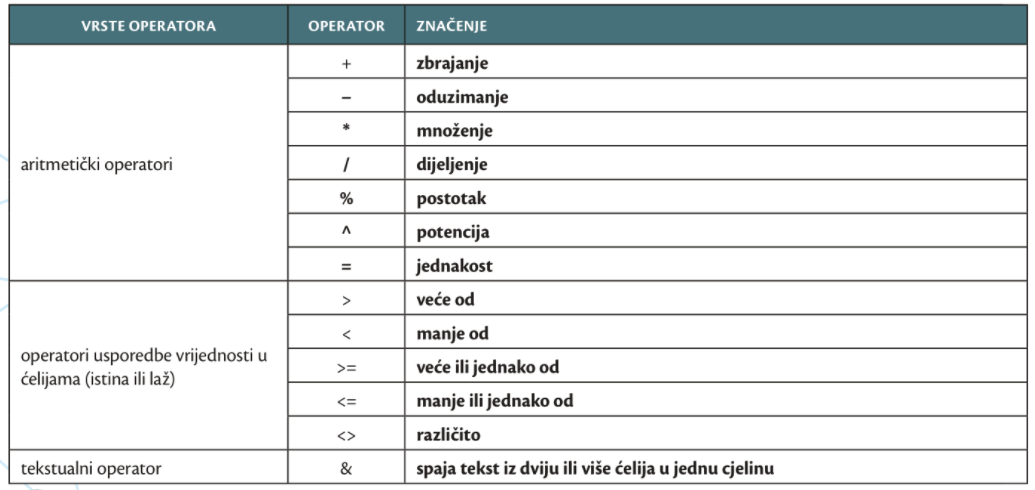 VRSTE OPERATORA OPERATOR ZNAČENJE
aritmetički operatori
+ zbrajanje
– oduzimanje
* množenje
/ dijeljenje
% postotak
^ potencija
= jednakost
operatori usporedbe vrijednosti u
ćelijama (istina ili laž)
> veće od
< manje od
>= veće ili jednako od
<= manje ili jednako od
<> različito
tekstualni operator & spaja tekst iz dviju ili više ćelija u jednu cjelinu